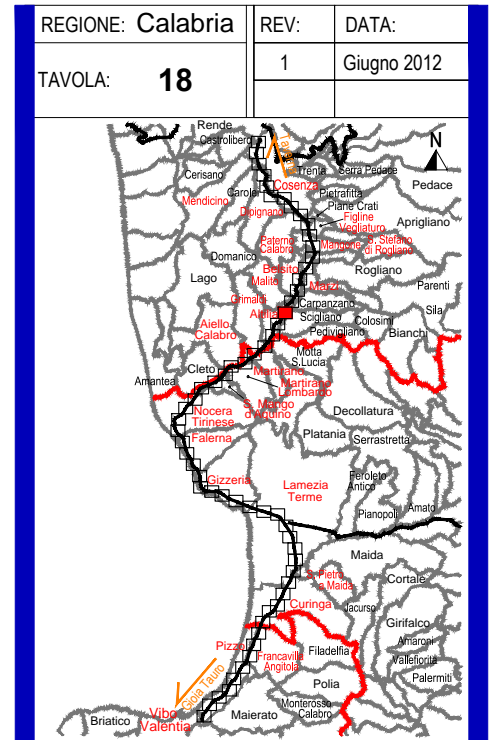 REGIONE: Calabria
REV:
DATA:
TAVOLA: 18
1
Giugno 2012
N
Rende
Castrolibero
Taverna
Trenta
Serra Pedace
Cerisano
Cosenza
Pedace
Carolei
Pietrafitta
Mendicino
Dipignano
Piane Crati
Figline
Vegliaturo
Aprigliano
Paterno
Calabro
Mangone
S. Stefano
di Rogliano
Domanico
Belsito
Rogliano
Lago
Malito
Marzi
Parenti
Grimaldi
Carpanzano
Altilia
Scigliano
Colosimi
Sila
Aiello
Calabro
Pedivigliano
Bianchi
Motta
S.Lucia
Cleto
Martirano
Amantea
Martirano
Lombardo
S. Mango
d'Aquino
Nocera
Tirinese
Decollatura
Falerna
Platania
Serrastretta
Gizzeria
Lamezia
Terme
Feroleto
Antico
Pianopoli
Amato
Maida
S. Pietro
a Maida
Cortale
Curinga
Jacurso
Girifalco
Pizzo
Francavilla
Angitola
Filadelfia
Amaroni
Vallefiorita
Gioia Tauro
Polia
Palermiti
Vibo
Valentia
Briatico
Maierato
Monterosso
Calabro